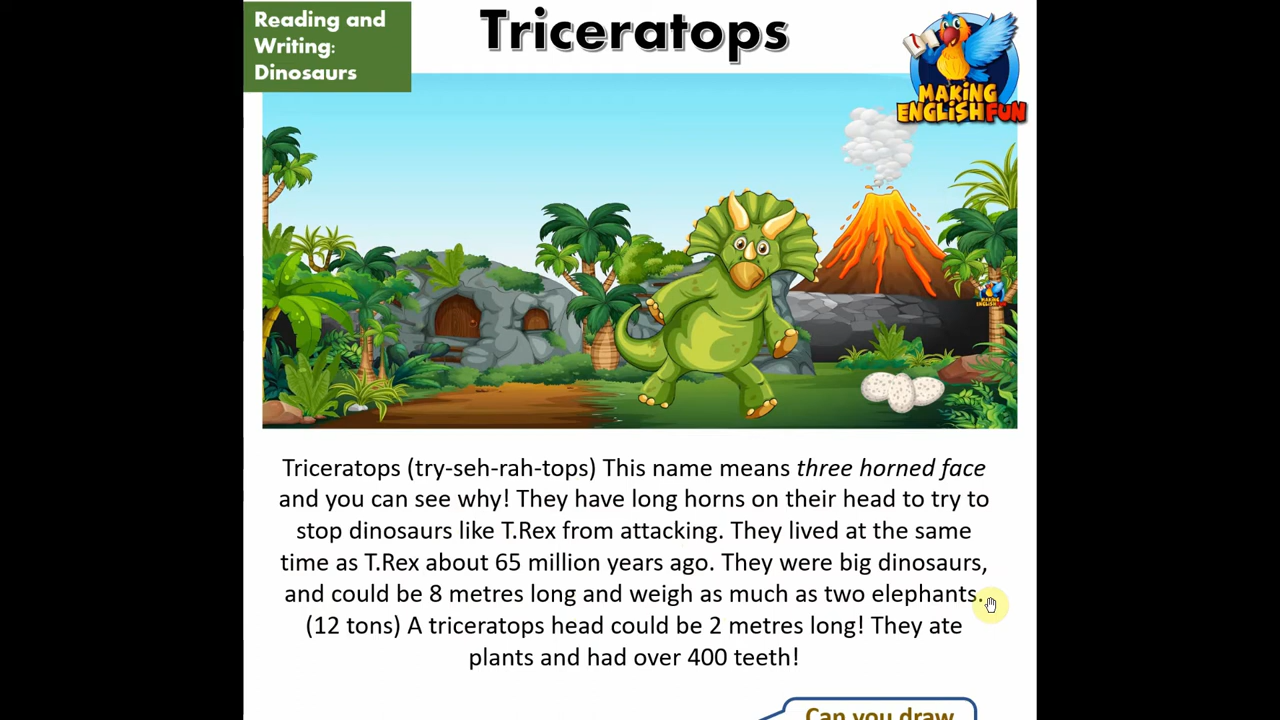 Reading and
Writing:
Dinosaurs
Triceratops
MAKING
ENGLISH FUN
Triceratops (try-seh-rah-tops) This name means three horned face
and you can see why! They have long horns on their head to try to
stop dinosaurs like T.Rex from attacking. They lived at the same
time as T.Rex about 65 million years ago. They were big dinosaurs,
and could be 8 metres long and weigh as much as two elephants.
(12 tons) A triceratops head could be 2 metres long! They ate
plants and had over 400 teeth!
Can you draw